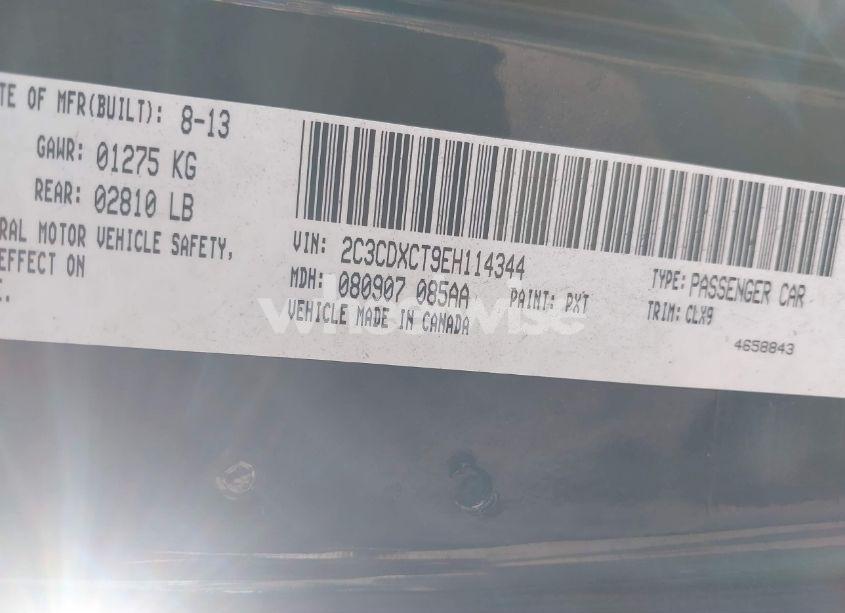 TE OF MFR(BUILT): 8-13
GAWR: 01275 KG
REAR: 02810 LB
RAL MOTOR VEHICLE SAFETY,
EFFECT ON
E.
VIN: 2C3CDXCT9EH114344
MDH: 080907 085AA PAINT: PXT
VEHICLE MADE IN CANADA
TYPE: PASSENGER CAR
TRIM: CLX9
4658843
wheelwise